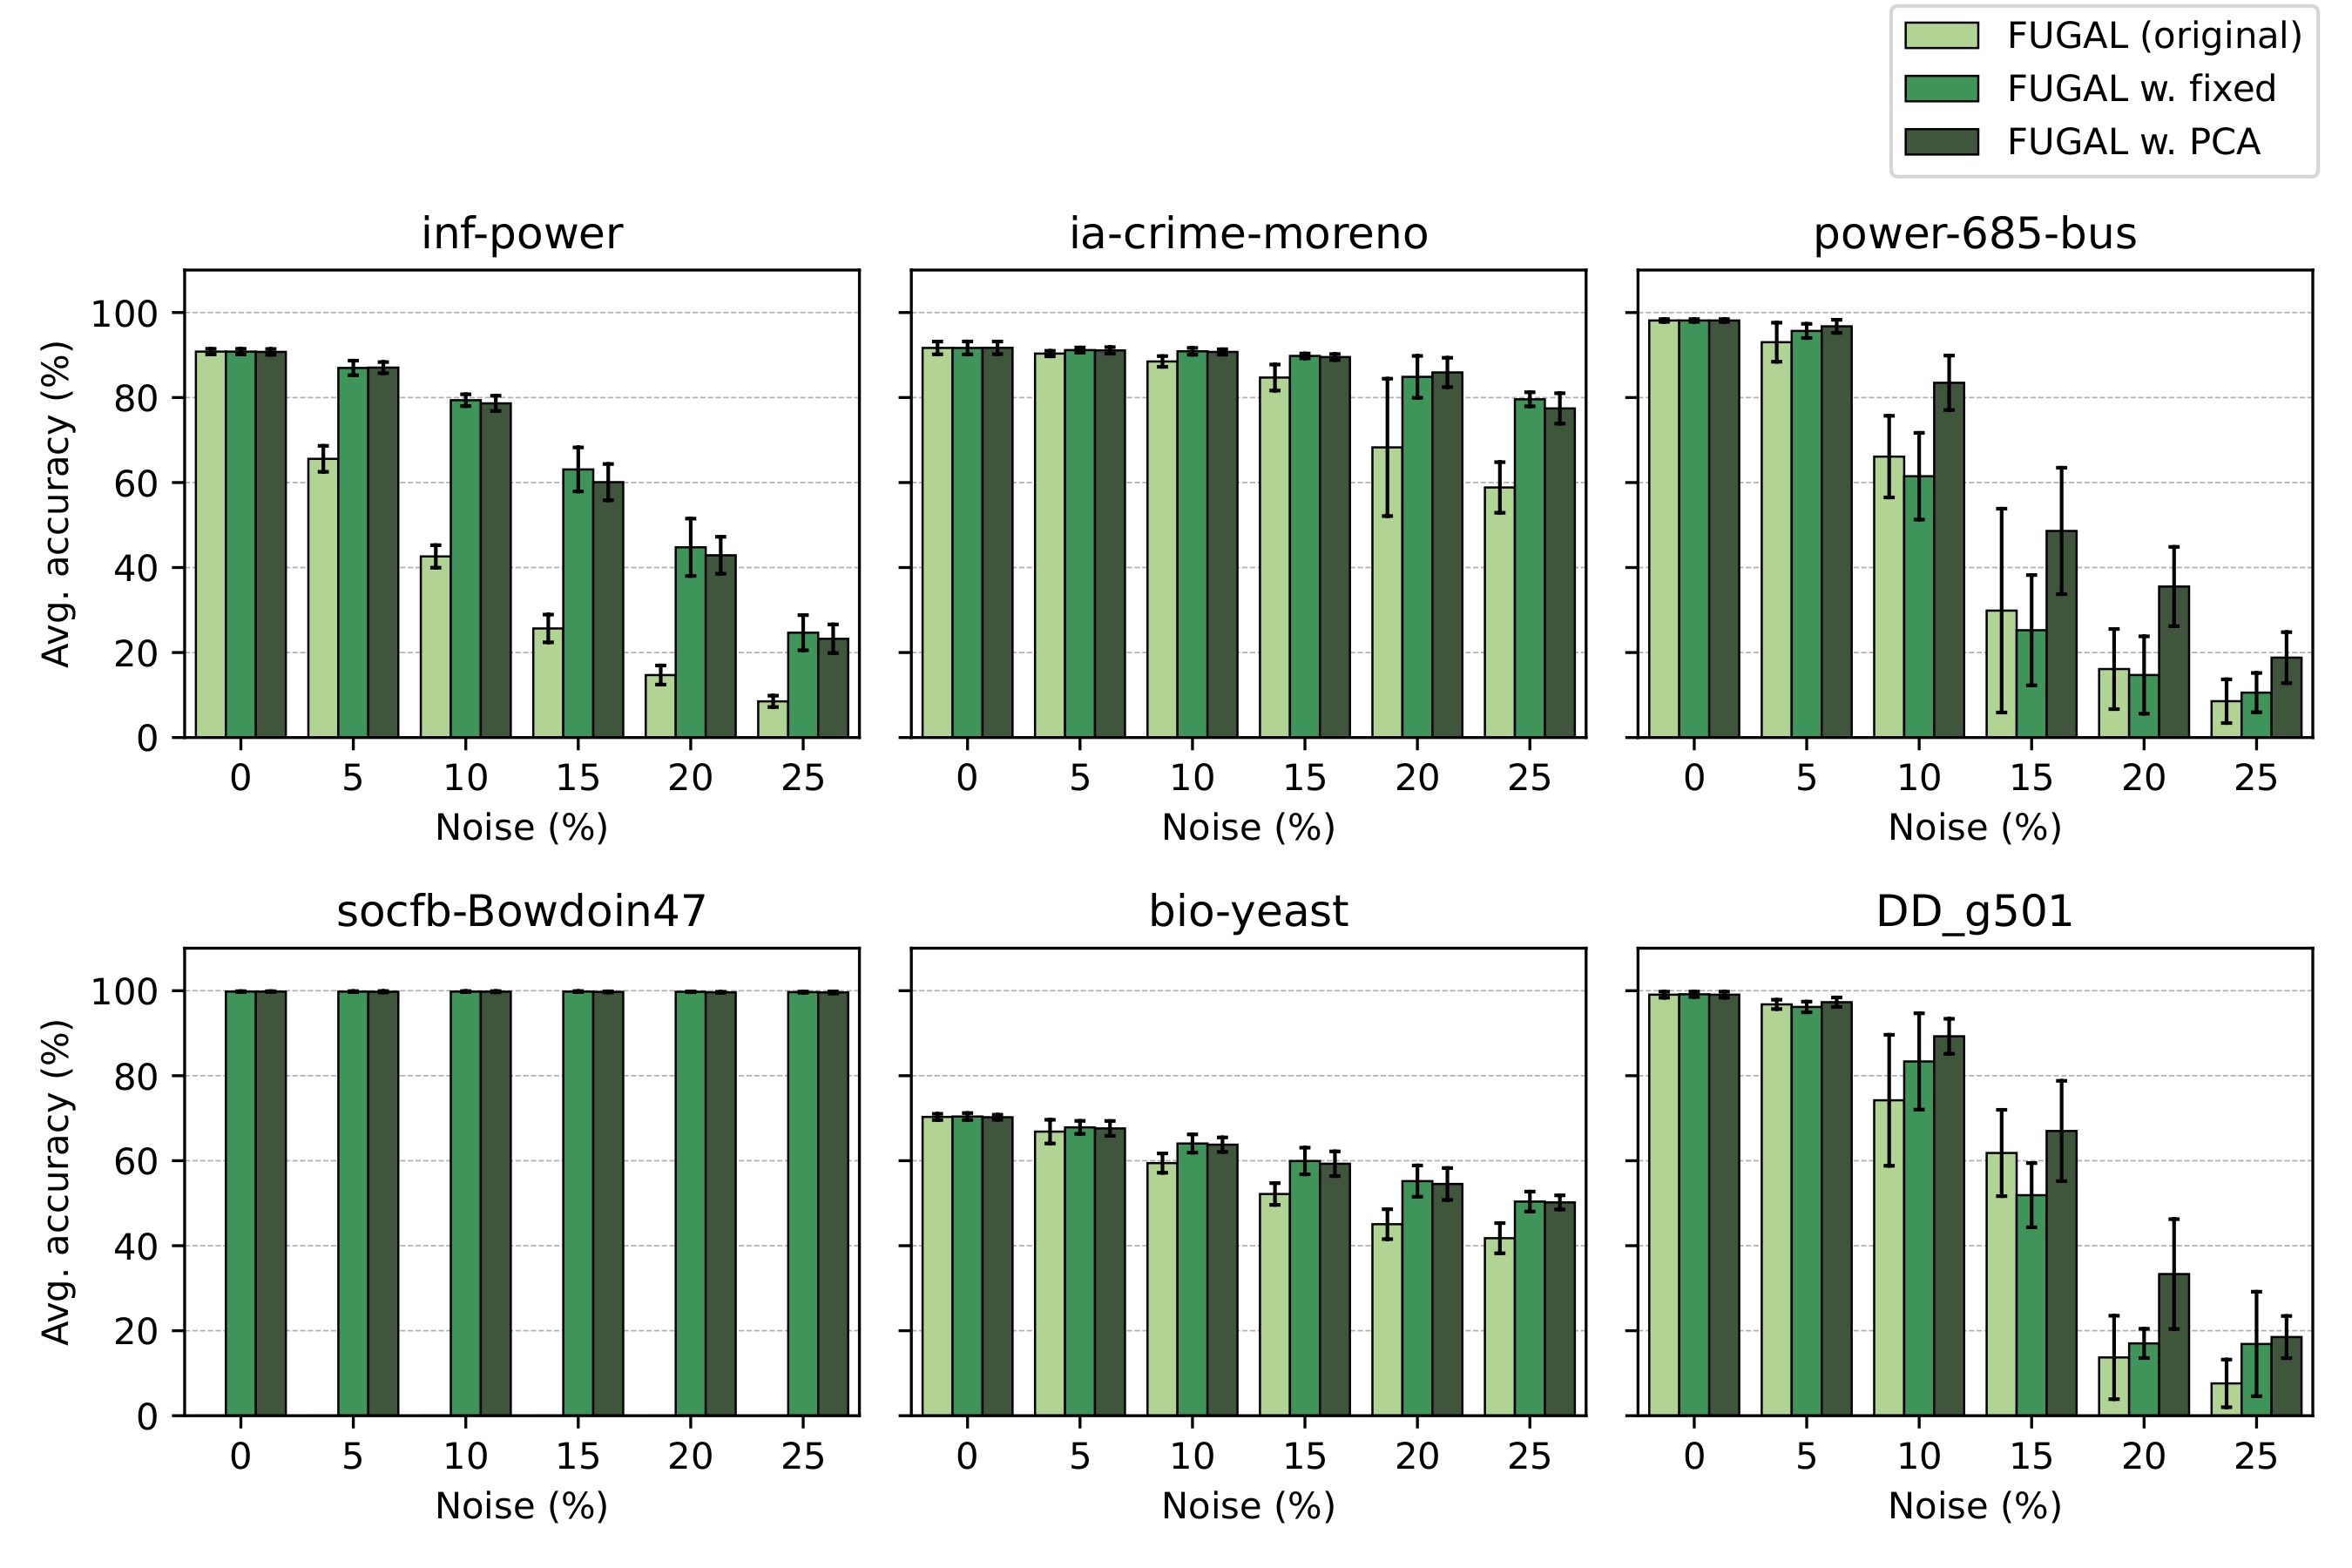 FUGAL (original)
FUGAL w. fixed
FUGAL w. PCA
inf-power
ia-crime-moreno
power-685-bus
Avg. accuracy (%)
100
80
60
40
20
0
0 5 10 15 20 25
0 5 10 15 20 25
0 5 10 15 20 25
Noise (%)
Noise (%)
Noise (%)
socfb-Bowdoin47
bio-yeast
DD_g501
Avg. accuracy (%)
100
80
60
40
20
0
0 5 10 15 20 25
0 5 10 15 20 25
0 5 10 15 20 25
Noise (%)
Noise (%)
Noise (%)